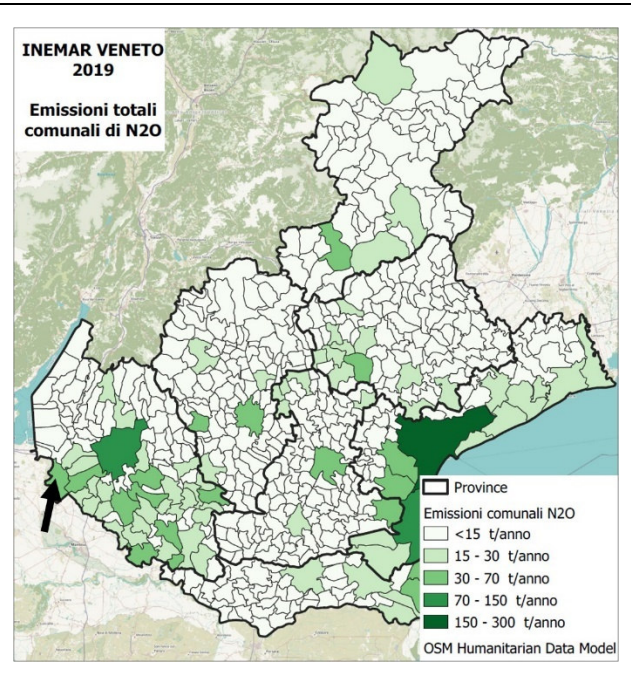 INEMAR VENETO
2019
Emissioni totali
comunali di N2O
Province
Emissioni comunali N2O
<15 t/anno
15 - 30 t/anno
30 - 70 t/anno
70 - 150 t/anno
150 - 300 t/anno
OSM Humanitarian Data Model